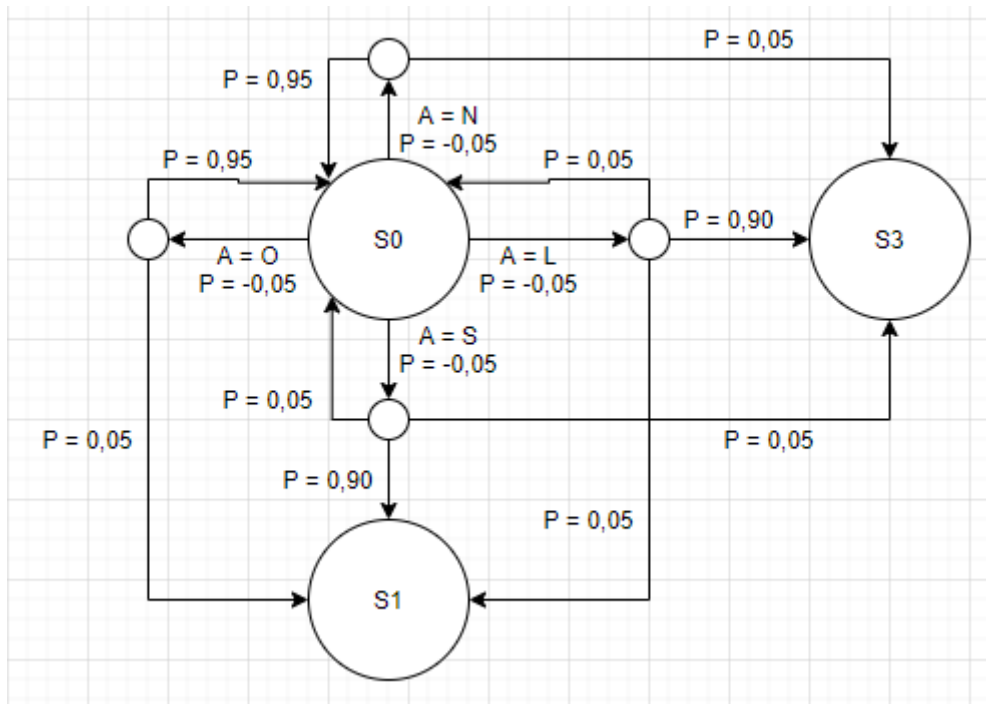 P = 0,05
P = 0,95
A = N
P = -0,05
P = 0,95
P = 0,05
P = 0,90
S0
S3
A = O
P = -0,05
A = L
P = -0,05
A = S
P = -0,05
P = 0,05
P = 0,05
P = 0,05
P = 0,90
P = 0,05
S1